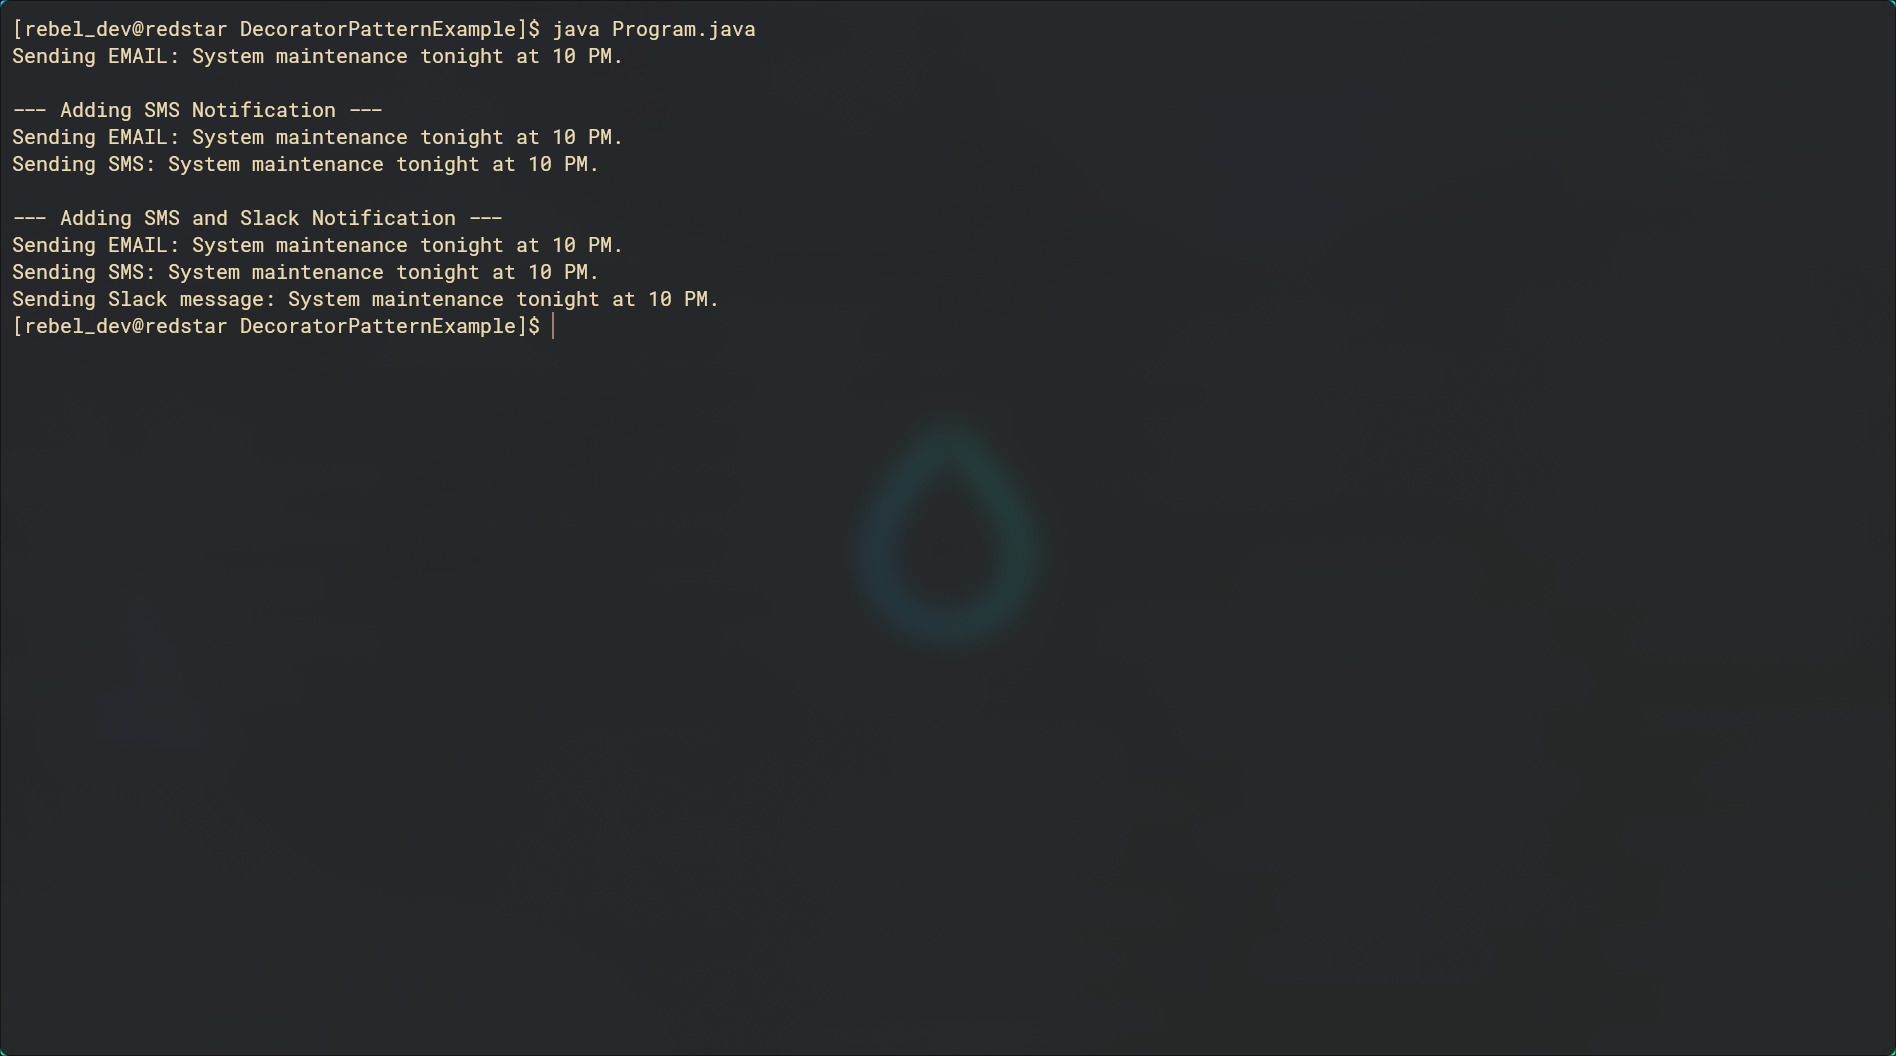 [rebel_dev@redstar DecoratorPatternExample]$ java Program.java
Sending EMAIL: System maintenance tonight at 10 PM.
--- Adding SMS Notification ---
Sending EMAIL: System maintenance tonight at 10 PM.
Sending SMS: System maintenance tonight at 10 PM.
--- Adding SMS and Slack Notification ---
Sending EMAIL: System maintenance tonight at 10 PM.
Sending SMS: System maintenance tonight at 10 PM.
Sending Slack message: System maintenance tonight at 10 PM.
[rebel_dev@redstar DecoratorPatternExample]$